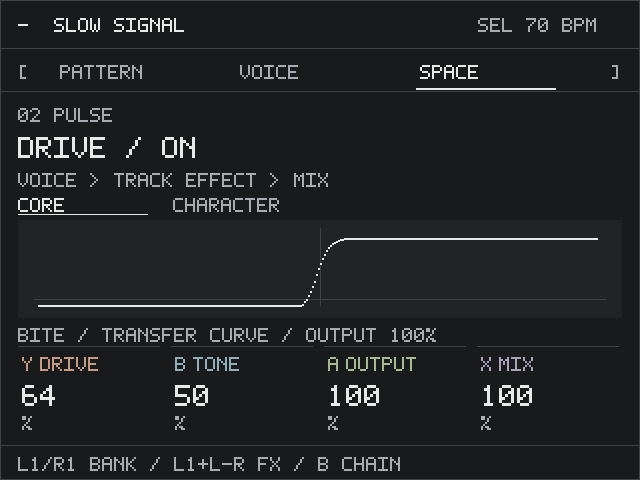 – SLOW SIGNAL SEL 70 BPM
[ PATTERN VOICE SPACE ]
02 PULSE
DRIVE / ON
VOICE > TRACK EFFECT > MIX
CORE CHARACTER
BITE / TRANSFER CURVE / OUTPUT 100%
Y DRIVE B TONE A OUTPUT X MIX
64 50 100 100
% % % %
L1/R1 BANK / L1+L-R FX / B CHAIN